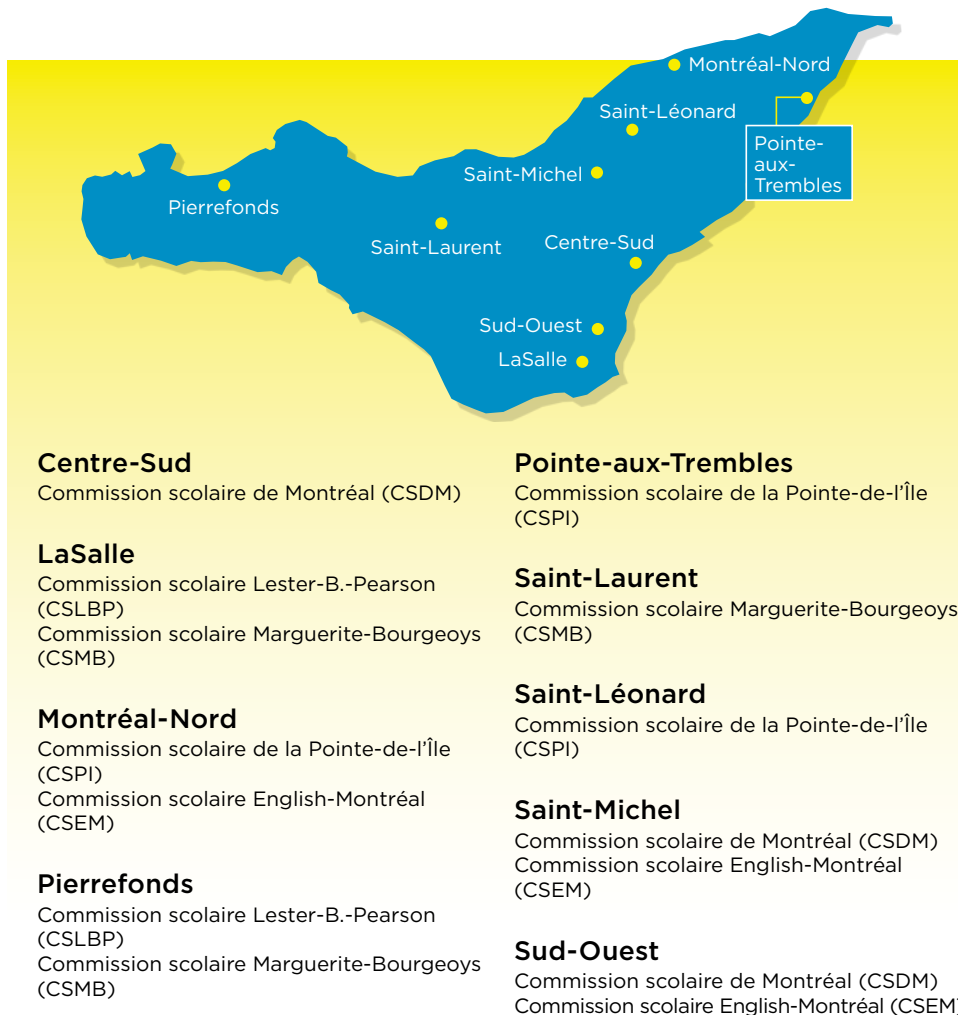 Montréal-Nord
Saint-Léonard
Pointe-
aux-
Trembles
Saint-Michel
Pierrefonds
Saint-Laurent
Centre-Sud
Sud-Ouest
LaSalle
Centre-Sud
Commission scolaire de Montréal (CSDM)
LaSalle
Commission scolaire Lester-B.-Pearson
(CSLBP)
Commission scolaire Marguerite-Bourgeoys
(CSMB)
Montréal-Nord
Commission scolaire de la Pointe-de-l’Île
(CSPI)
Commission scolaire English-Montréal
(CSEM)
Pierrefonds
Commission scolaire Lester-B.-Pearson
(CSLBP)
Commission scolaire Marguerite-Bourgeoys
(CSMB)
Pointe-aux-Trembles
Commission scolaire de la Pointe-de-l’Île
(CSPI)
Saint-Laurent
Commission scolaire Marguerite-Bourgeoys
(CSMB)
Saint-Léonard
Commission scolaire de la Pointe-de-l’Île
(CSPI)
Saint-Michel
Commission scolaire de Montréal (CSDM)
Commission scolaire English-Montréal
(CSEM)
Sud-Ouest
Commission scolaire de Montréal (CSDM)
Commission scolaire English-Montréal (CSEM)